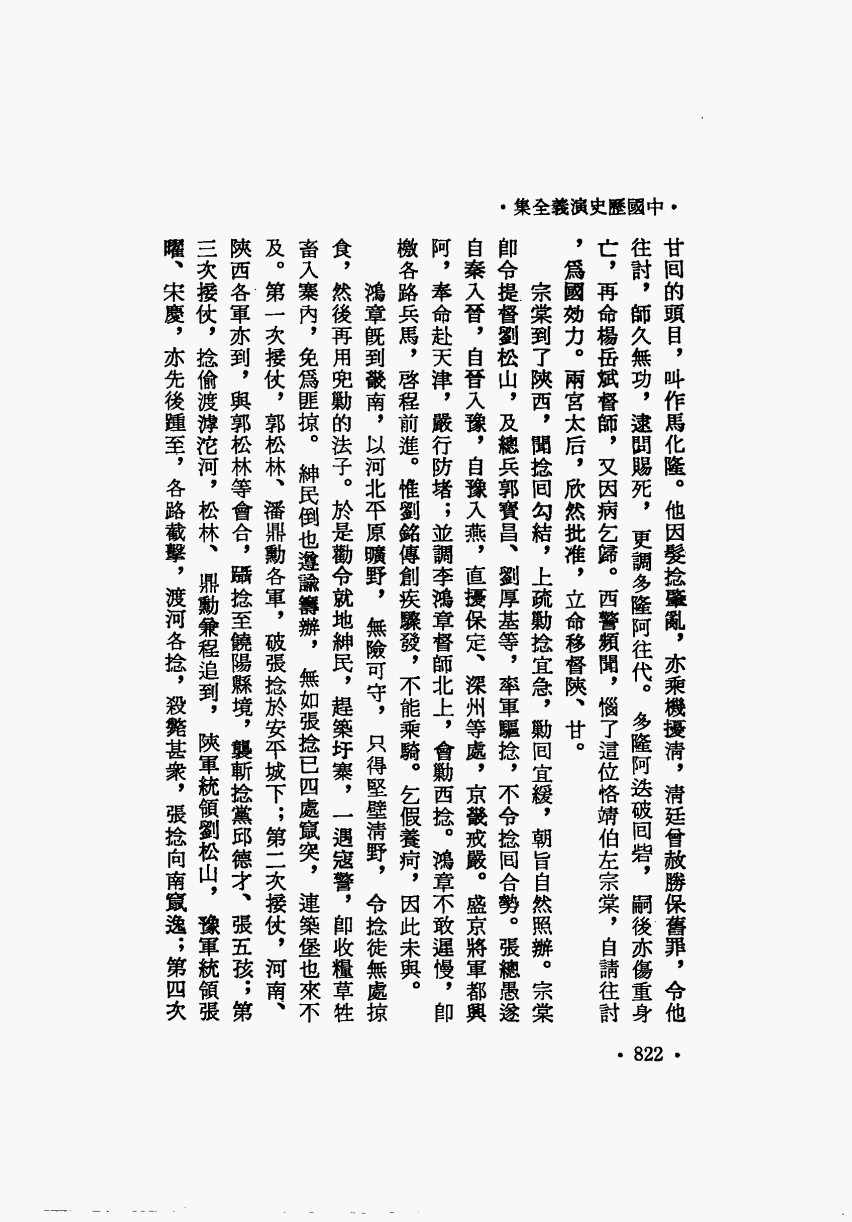 ·中國歷史演義全集·
甘回的頭目，叫作馬化隆。他因髮捻肇亂，亦乘機擾清，清廷曾赦勝保舊罪，令他
往討，師久無功，逮問賜死，更調多隆阿往代。多隆阿迭破回砦，嗣後亦傷重身
亡，再命楊岳斌督師，又因病乞歸。西警頻聞，惱了這位恪靖伯左宗棠，自請往討
，爲國効力。兩宮太后，欣然批准，立命移督陝、甘。
宗棠到了陝西，聞捻回勾結，上疏勦捻宜急，勦回宜緩，朝旨自然照辦。宗棠
卽令提督劉松山，及總兵郭寶昌、劉厚基等，率軍驅捻，不令捻回合勢。張總愚遂
自秦入晉，自晉入豫，自豫入燕，直擾保定、深州等處，京畿戒嚴。盛京將軍都興
阿，奉命赴天津，嚴行防堵；並調李鴻章督師北上，會勦西捻。鴻章不敢遲慢，卽
檄各路兵馬，啓程前進。惟劉銘傳創疾驟發，不能乘騎。乞假養疴，因此未與。
鴻章旣到畿南，以河北平原曠野，無險可守，只得堅壁清野，令捻徒無處掠
食，然後再用兜勦的法子。於是勸令就地紳民，趕築圩寨，一遇寇警，卽收糧草牲
畜入寨內，免爲匪掠。紳民倒也遵諭籌辦，無如張捻已四處竄突，連築堡也來不
及。第一次接仗，郭松林、潘鼎勳各軍，破張捻於安平城下；第二次接仗，河南、
陝西各軍亦到，與郭松林等會合，躡捻至饒陽縣境，襲斬捻黨邱德才、張五孩；第
三次接仗，捻偷渡滹沱河，松林、鼎勳兼程追到，陝軍統領劉松山，豫軍統領張
曜、宋慶，亦先後踵至，各路截擊，渡河各捻，殺斃甚衆，張捻向南竄逸；第四次
·822·